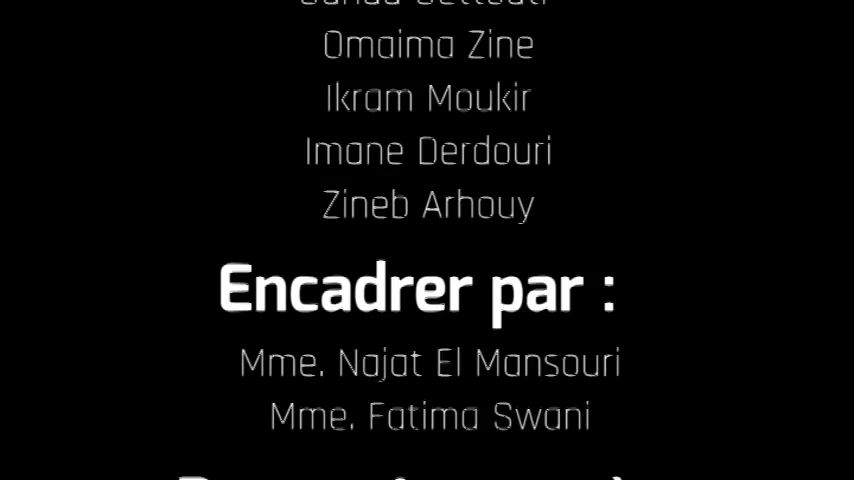 Omaima Zine
Ikram Moukir
Imane Derdouri
Zineb Arhouy
Encadrer par :
Mme. Najat El Mansouri
Mme. Fatima Swani